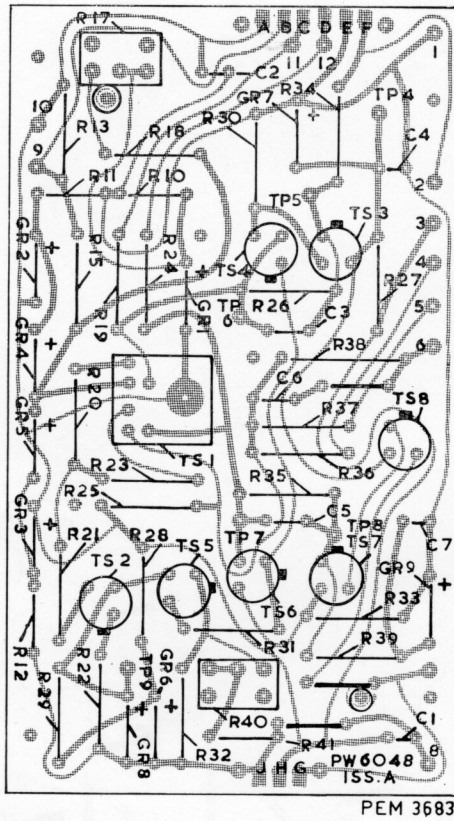 R17
A B C D E F
1
11 12
C2
R34
GR7
TP4
10
R13
R18
R30
+
C4
9
R11
R10
2
TP5
3
GR2
+
R15
R24
+
TS4
TS3
4
R19
GR1
TP6
R26
R27
5
C3
GR4
+
R38
6
R20
C6
TS8
GR5
+
R37
TS1
R23
R36
R35
R25
GR3
+
C5
TP8
R21
R28
TP7
TS7
C7
TS2
TS5
GR9
+
TS6
R33
R12
R31
R39
R22
TP9
GR6
R29
+
+
R40
C1
GR8
R32
R41
8
J H G
PW6048
ISS.A
PEM 3683